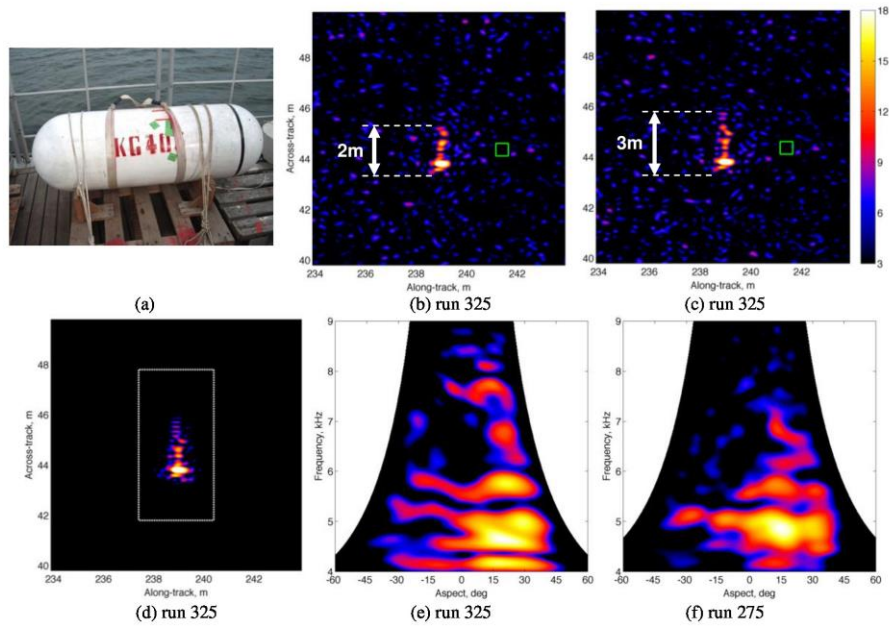 KG40
18
15
12
9
6
3
2m
3m
Across-track, m
48
46
44
42
40
234 236 238 240 242
Along-track, m
48
46
44
42
40
234 236 238 240 242
Along-track, m
(a)
(b) run 325
(c) run 325
Across-track, m
48
46
44
42
40
234 236 238 240 242
Along-track, m
Frequency, kHz
9
8
7
6
5
4
-60 -45 -30 -15 0 15 30 45 60
Aspect, deg
Frequency, kHz
9
8
7
6
5
4
-60 -45 -30 -15 0 15 30 45 60
Aspect, deg
(d) run 325
(e) run 325
(f) run 275